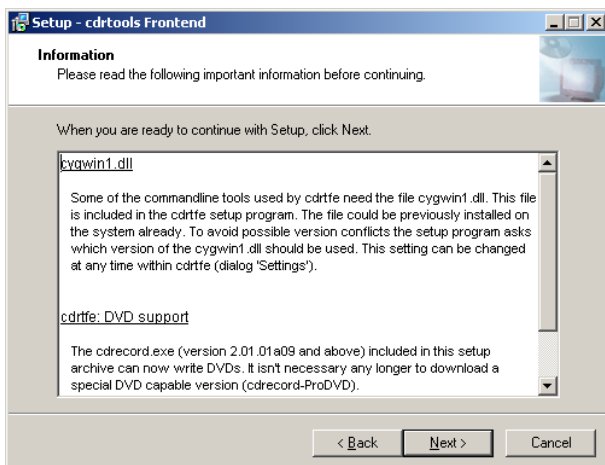 Setup - cdrtools Frontend
Information
Please read the following important information before continuing.
When you are ready to continue with Setup, click Next.
cygwin1.dll
Some of the commandline tools used by cdrtfe need the file cygwin1.dll. This file
is included in the cdrtfe setup program. The file could be previously installed on
the system already. To avoid possible version conflicts the setup program asks
which version of the cygwin1.dll should be used. This setting can be changed
at any time within cdrtfe (dialog 'Settings').
cdrtfe: DVD support
The cdrecord.exe (version 2.01.01a09 and above) included in this setup
archive can now write DVDs. It isn't necessary any longer to download a
special DVD capable version (cdrecord-ProDVD).
< Back
Next >
Cancel